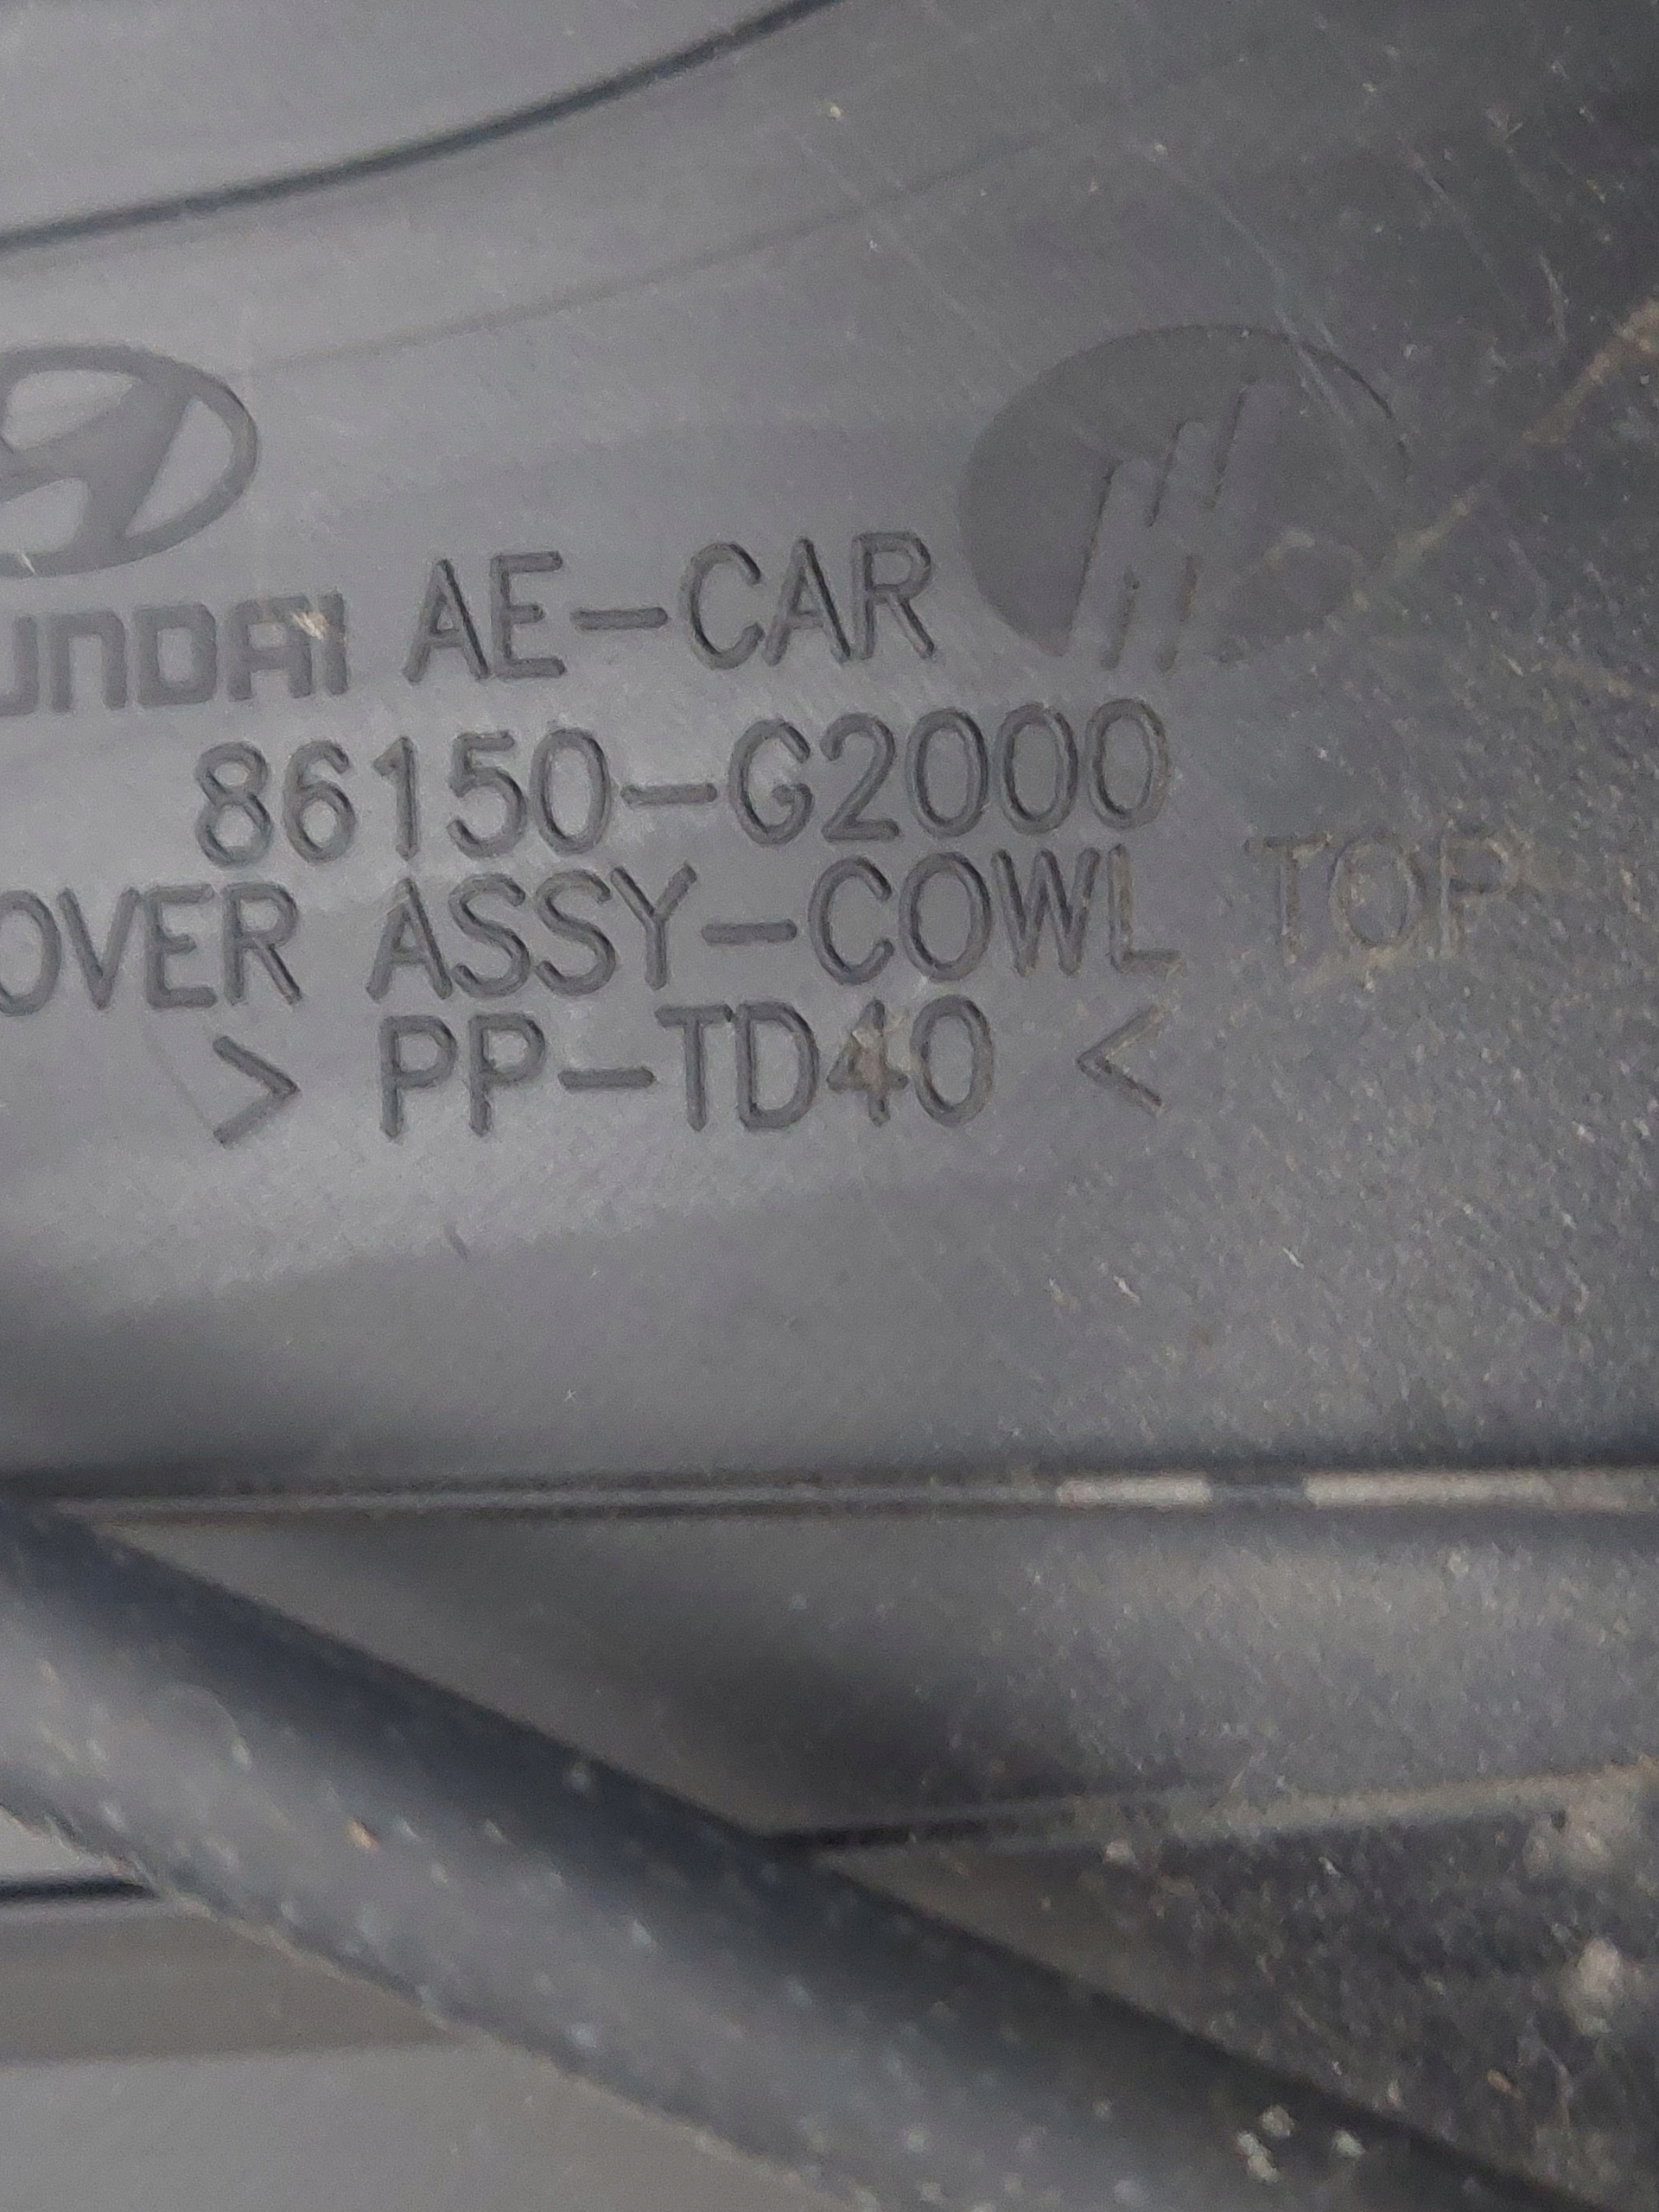 UNDAI AE-CAR
86150-G2000
OVER ASSY-COWL TOP
> PP-TD40 <